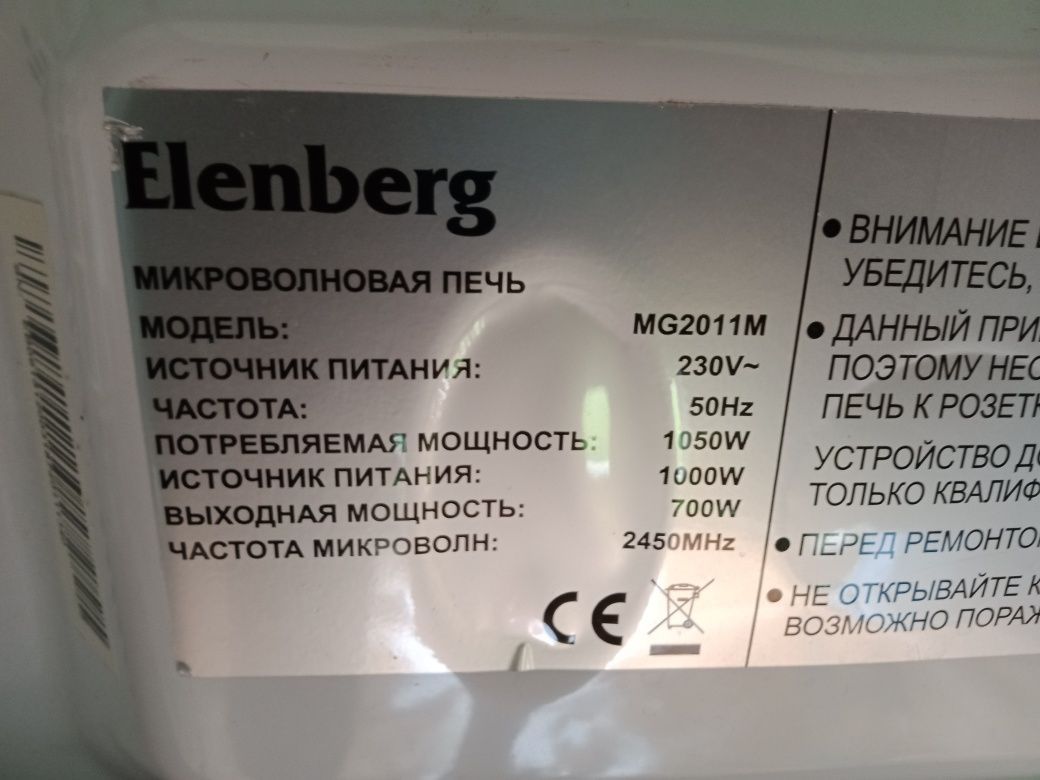 Elenberg
МИКРОВОЛНОВАЯ ПЕЧЬ
МОДЕЛЬ: MG2011M
ИСТОЧНИК ПИТАНИЯ: 230V~
ЧАСТОТА: 50Hz
ПОТРЕБЛЯЕМАЯ МОЩНОСТЬ: 1050W
ИСТОЧНИК ПИТАНИЯ: 1000W
ВЫХОДНАЯ МОЩНОСТЬ: 700W
ЧАСТОТА МИКРОВОЛН: 2450MHz
CE
● ВНИМАНИЕ
УБЕДИТЕСЬ,
● ДАННЫЙ
ПОЭТОМУ
ПЕЧЬ К
УСТРОЙСТВО
ТОЛЬКО
● ПЕРЕД
● НЕ ОТКРЫВАЙТЕ
ВОЗМОЖНО